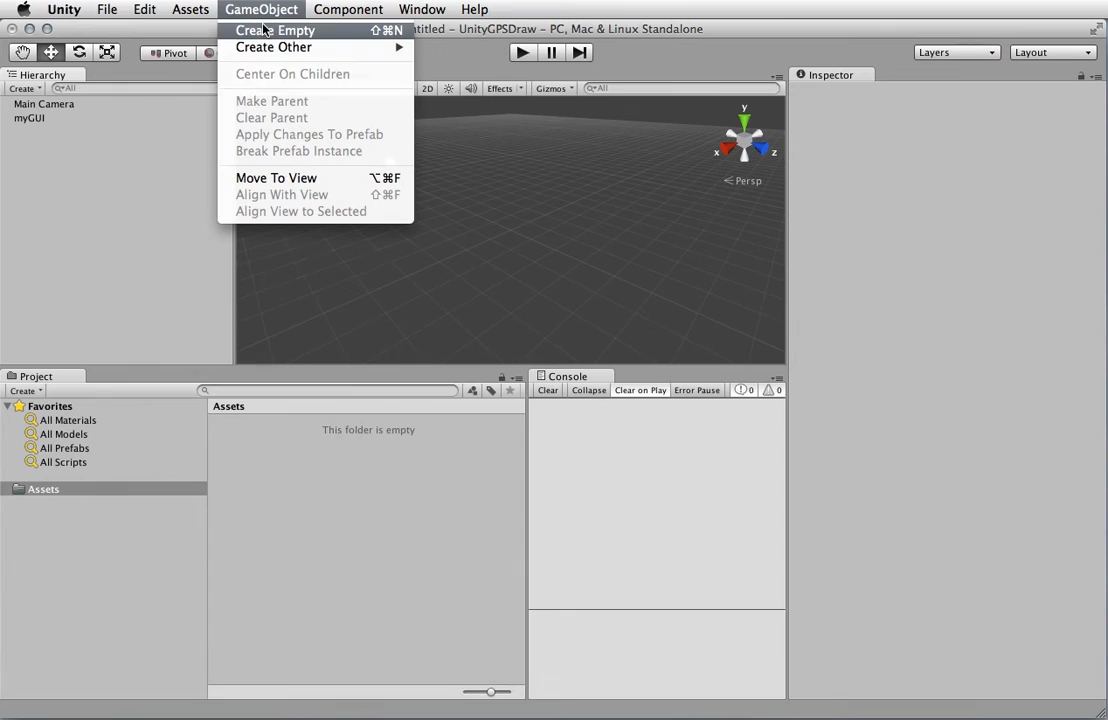 Unity File Edit Assets GameObject Component Window Help
ntitled - UnityGPSDraw - PC, Mac & Linux Standalone
Create Empty ⇧⌘N
Create Other
Center On Children
Make Parent
Clear Parent
Apply Changes To Prefab
Break Prefab Instance
Move To View ⌥⌘F
Align With View ⇧⌘F
Align View to Selected
Pivot
Layers
Layout
Hierarchy
Create
All
Main Camera
myGUI
2D
Effects
Gizmos
All
y
x
z
Persp
Inspector
Project
Create
Favorites
All Materials
All Models
All Prefabs
All Scripts
Assets
Assets
This folder is empty
Console
Clear Collapse Clear on Play Error Pause 0 0